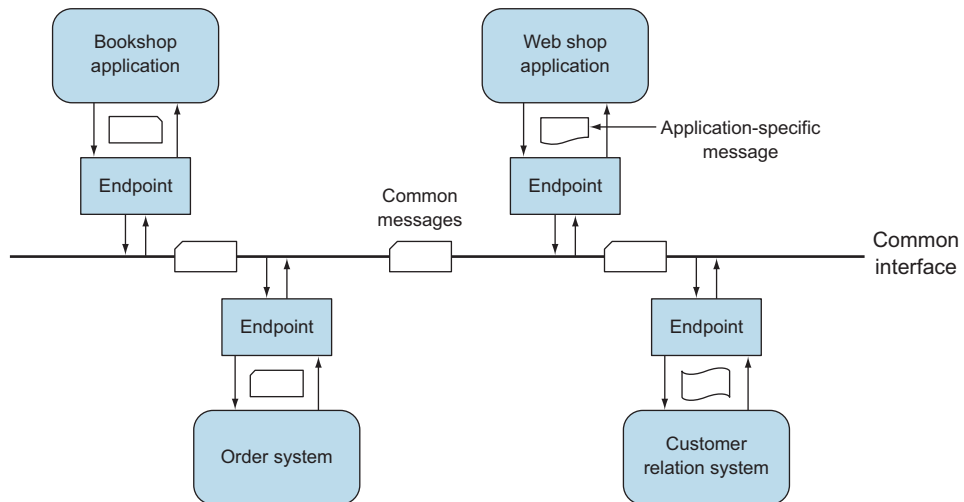 Bookshop
application
Web shop
application
Application-specific
message
Endpoint
Endpoint
Common
messages
Common
interface
Endpoint
Endpoint
Order system
Customer
relation system